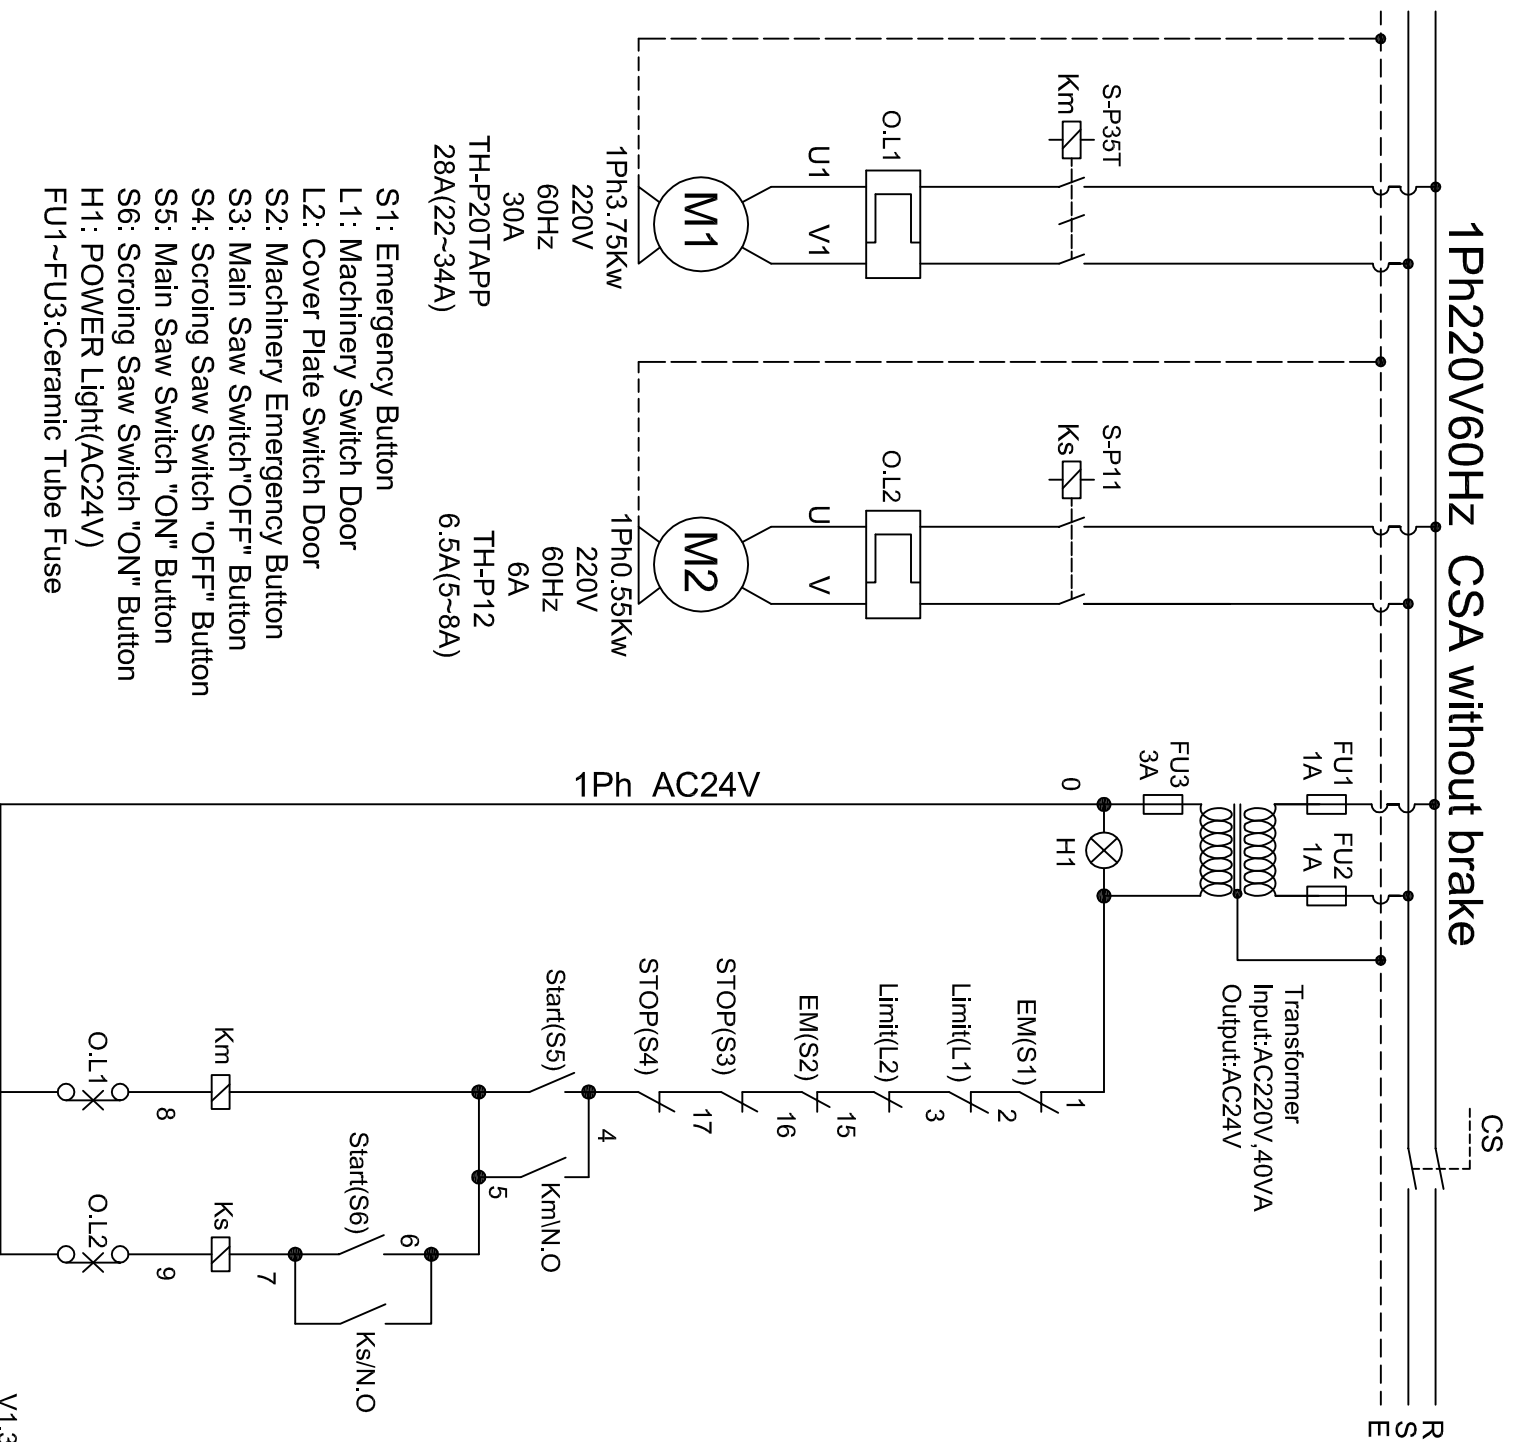 1Ph220V60Hz CSA without brake
CS
R
S
E
S-P35T
Km
O.L1
U1
V1
M1
1Ph3.75Kw
220V
60Hz
30A
TH-P20TAPP
28A(22~34A)
S-P11
Ks
O.L2
U
V
M2
1Ph0.55Kw
220V
60Hz
6A
TH-P12
6.5A(5~8A)
FU1
1A
FU2
1A
FU3
3A
Transformer
Input:AC220V,40VA
Output:AC24V
0
H1
1Ph AC24V
EM(S1)
1
Limit(L1)
2
Limit(L2)
3
EM(S2)
15
STOP(S3)
16
STOP(S4)
17
Start(S5)
4
Km\N.O
5
Start(S6)
6
Ks/N.O
7
Km
8
O.L1
Ks
9
O.L2
S1: Emergency Button
L1: Machinery Switch Door
L2: Cover Plate Switch Door
S2: Machinery Emergency Button
S3: Main Saw Switch"OFF" Button
S4: Scroing Saw Switch "OFF" Button
S5: Main Saw Switch "ON" Button
S6: Scroing Saw Switch "ON" Button
H1: POWER Light(AC24V)
FU1~FU3:Ceramic Tube Fuse
V1.3